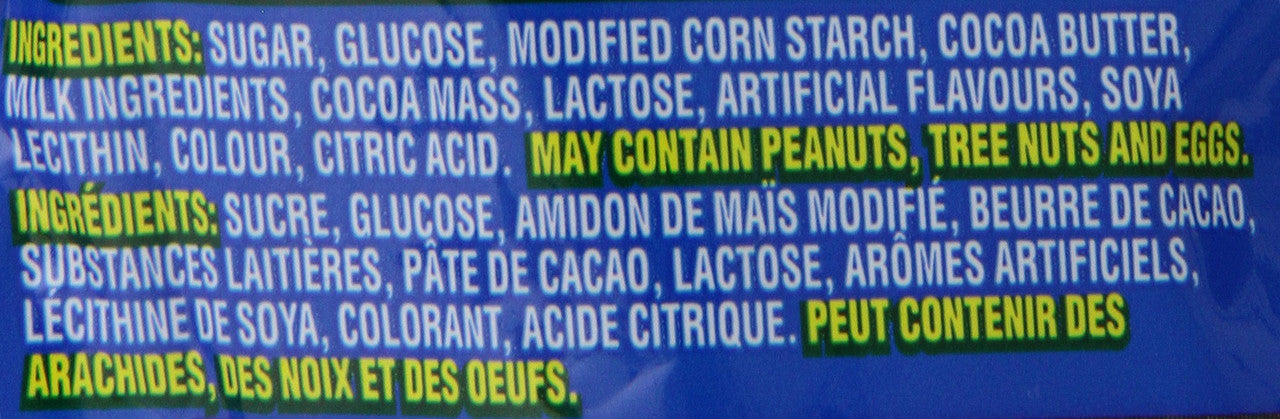 INGREDIENTS: SUGAR, GLUCOSE, MODIFIED CORN STARCH, COCOA BUTTER,
MILK INGREDIENTS, COCOA MASS, LACTOSE, ARTIFICIAL FLAVOURS, SOYA
LECITHIN, COLOUR, CITRIC ACID. MAY CONTAIN PEANUTS, TREE NUTS AND EGGS.
INGRÉDIENTS: SUCRE, GLUCOSE, AMIDON DE MAÏS MODIFIÉ, BEURRE DE CACAO,
SUBSTANCES LAITIÈRES, PÂTE DE CACAO, LACTOSE, ARÔMES ARTIFICIELS,
LÉCITHINE DE SOYA, COLORANT, ACIDE CITRIQUE. PEUT CONTENIR DES
ARACHIDES, DES NOIX ET DES OEUFS.